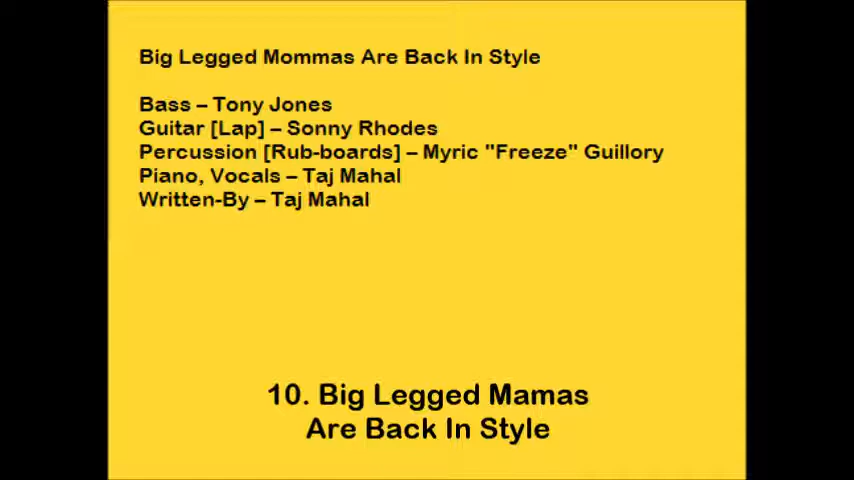 Big Legged Mommas Are Back In Style
Bass – Tony Jones
Guitar [Lap] – Sonny Rhodes
Percussion [Rub-boards] – Myric "Freeze" Guillory
Piano, Vocals – Taj Mahal
Written-By – Taj Mahal
10. Big Legged Mamas
Are Back In Style